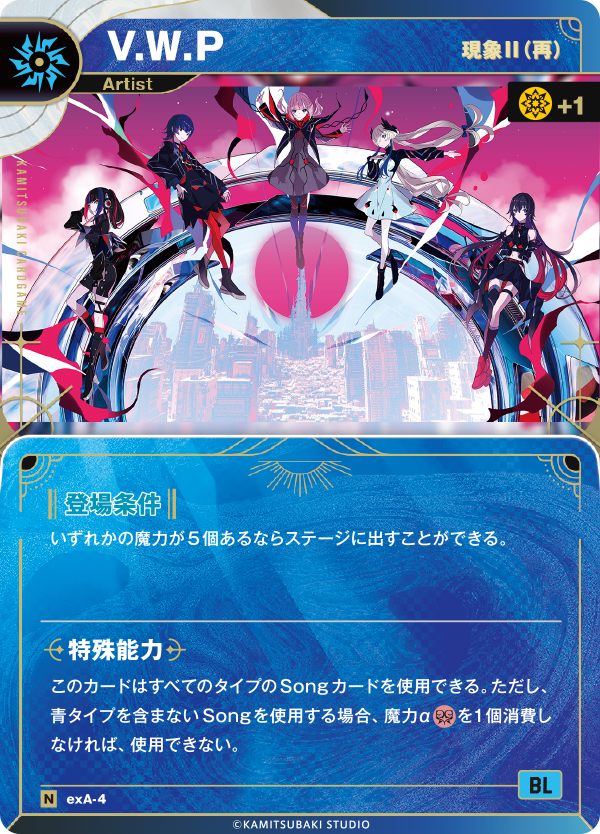 V.W.P
現象II(再)
Artist
+1
KAMITSUBAKI CARDGAME
登場条件
いずれかの魔力が5個あるならステージに出すことができる。
特殊能力
このカードはすべてのタイプのSongカードを使用できる。ただし、
青タイプを含まないSongを使用する場合、魔力αを1個消費し
なければ、使用できない。
BL
N exA-4
©KAMITSUBAKI STUDIO